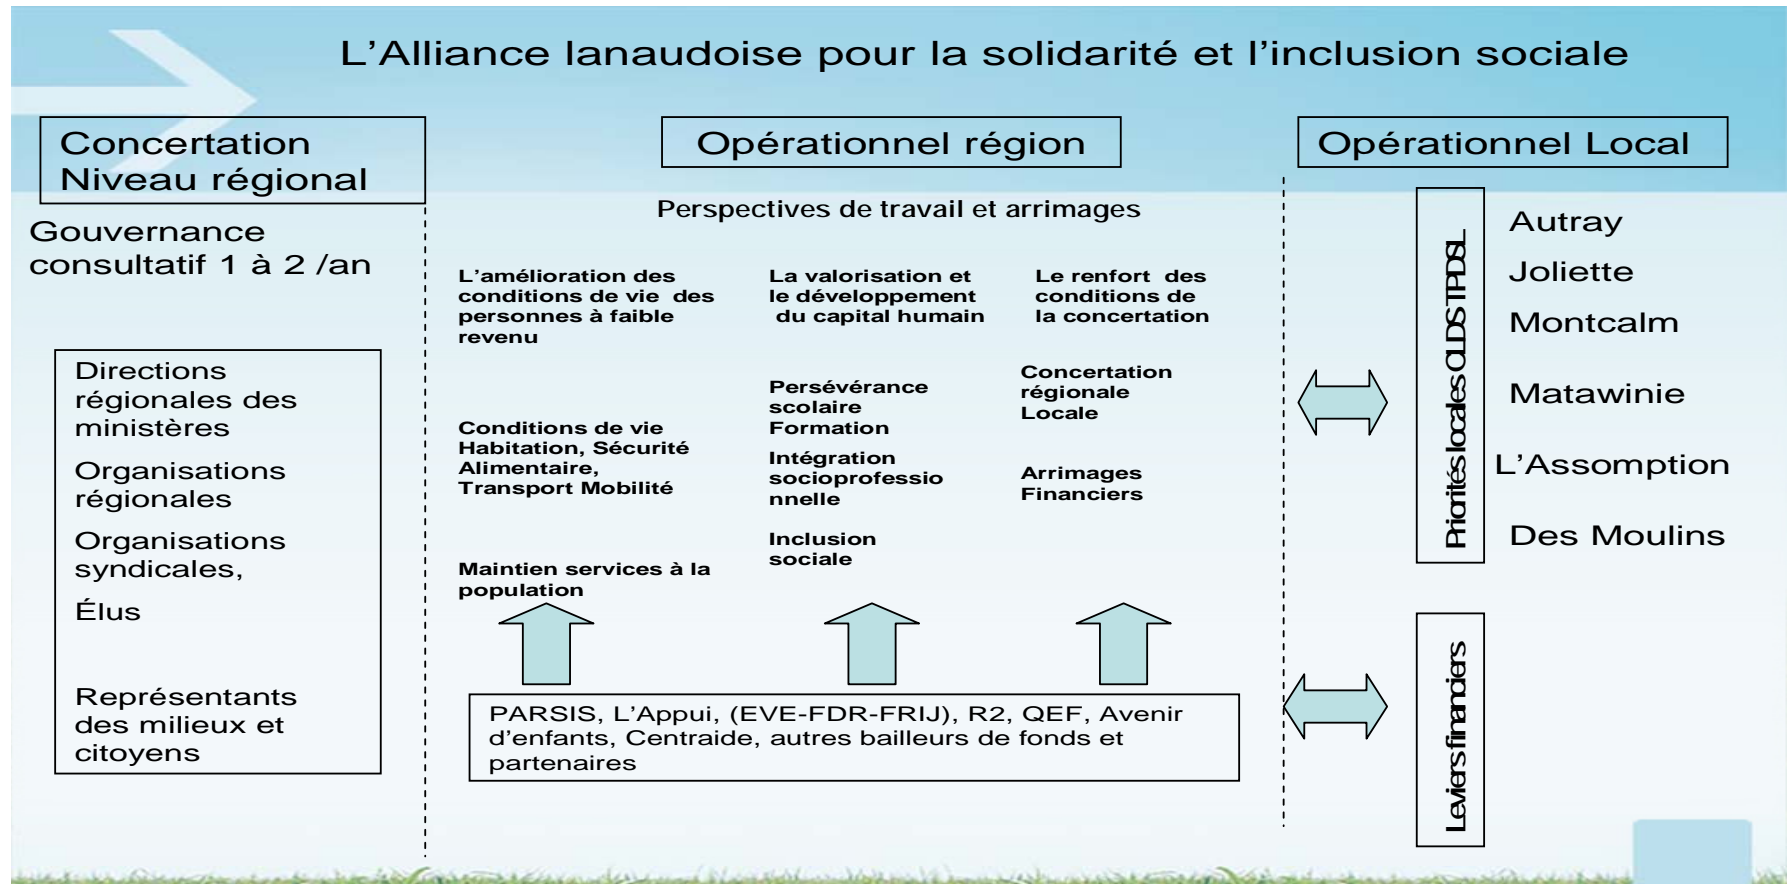 L'Alliance lanaudoise pour la solidarité et l'inclusion sociale
Concertation
Niveau régional
Gouvernance
consultatif 1 à 2 /an
Directions
régionales des
ministères
Organisations
régionales
Organisations
syndicales,
Élus
Représentants
des milieux et
citoyens
Opérationnel région
Perspectives de travail et arrimages
L'amélioration des
conditions de vie des
personnes à faible
revenu
Conditions de vie
Habitation, Sécurité
Alimentaire,
Transport Mobilité
Maintien services à la
population
La valorisation et
le développement
du capital humain
Persévérance
scolaire
Formation
Intégration
socioprofessio
nnelle
Inclusion
sociale
Le renfort des
conditions de
la concertation
Concertation
régionale
Locale
Arrimages
Financiers
PARSIS, L'Appui, (EVE-FDR-FRIJ), R2, QEF, Avenir
d'enfants, Centraide, autres bailleurs de fonds et
partenaires
Opérationnel Local
Priorités locales CLDS TPDSL
Autray
Joliette
Montcalm
Matawinie
L'Assomption
Des Moulins
Leviers financiers